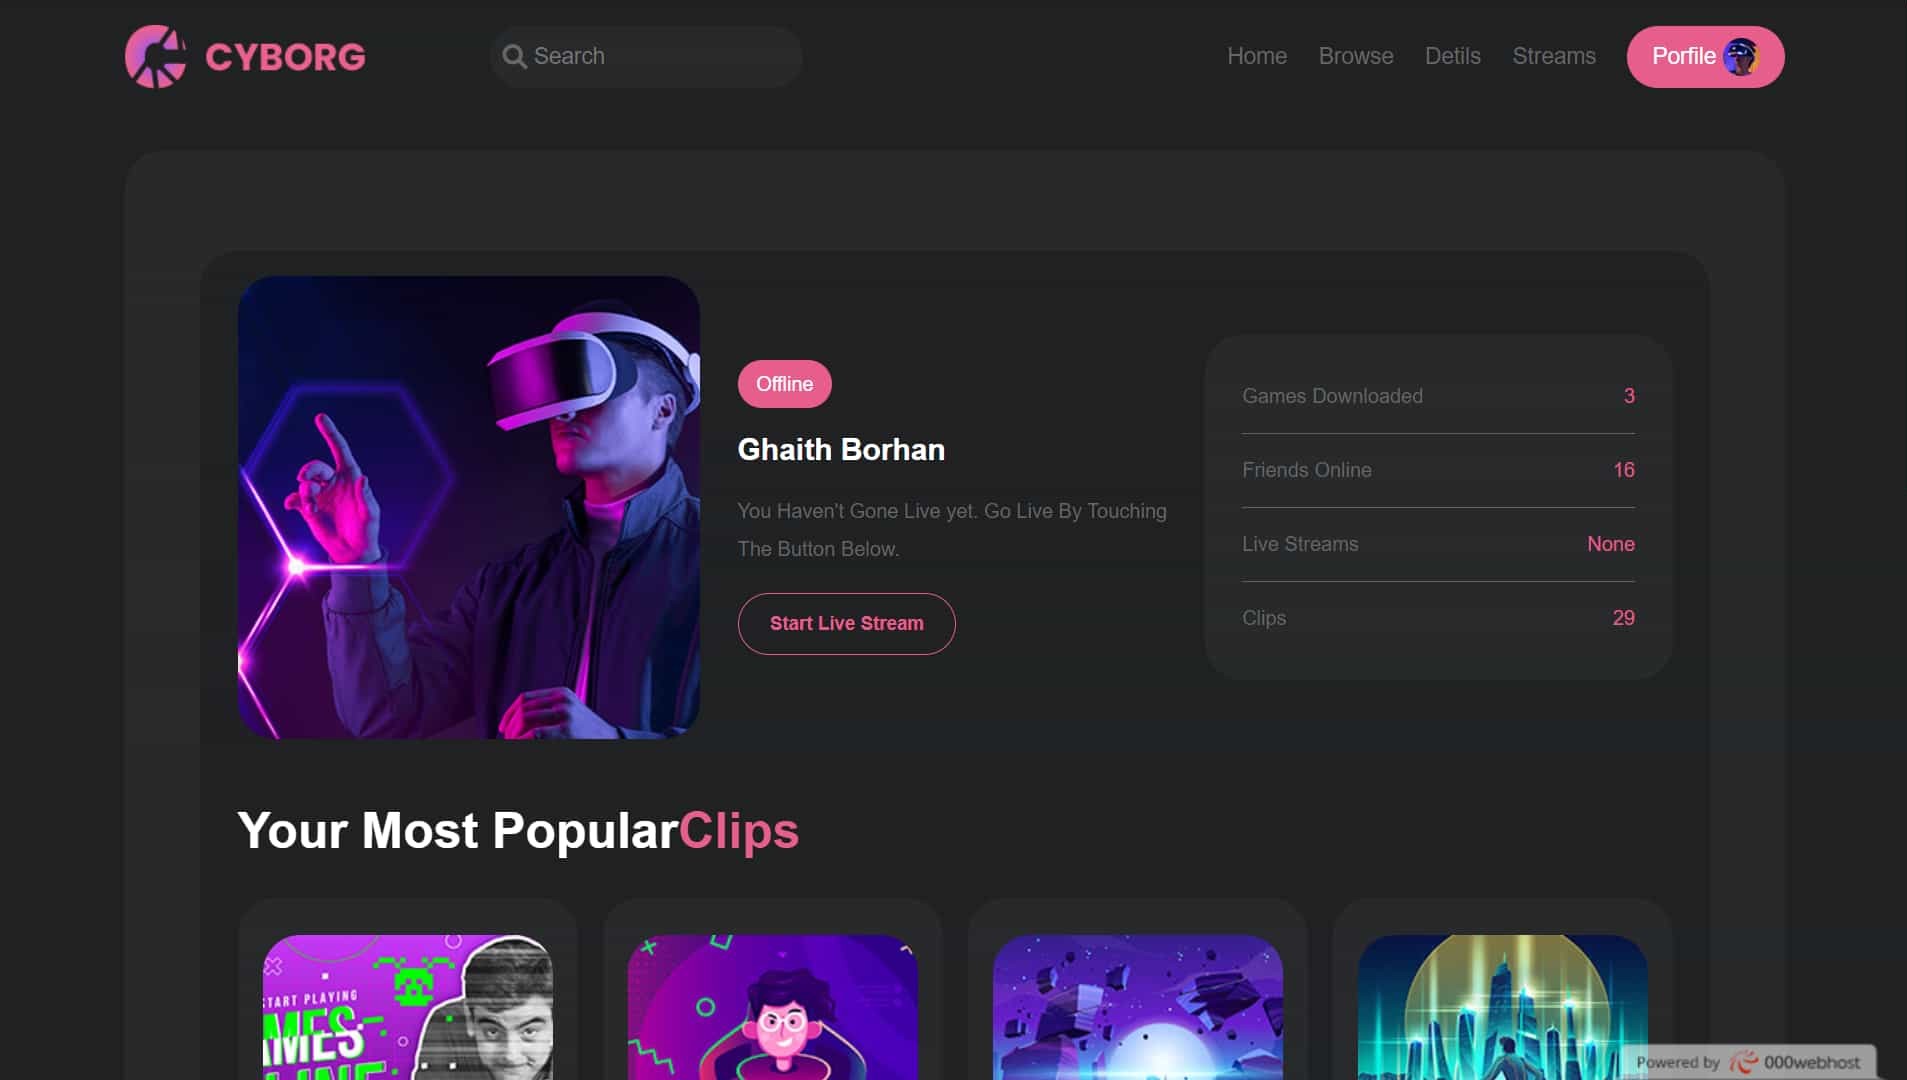 CYBORG
Search
Home
Browse
Detils
Streams
Porfile
Offline
Ghaith Borhan
You Haven't Gone Live yet. Go Live By Touching
The Button Below.
Start Live Stream
Games Downloaded 3
Friends Online 16
Live Streams None
Clips 29
Your Most PopularClips
START PLAYING
Powered by 000webhost